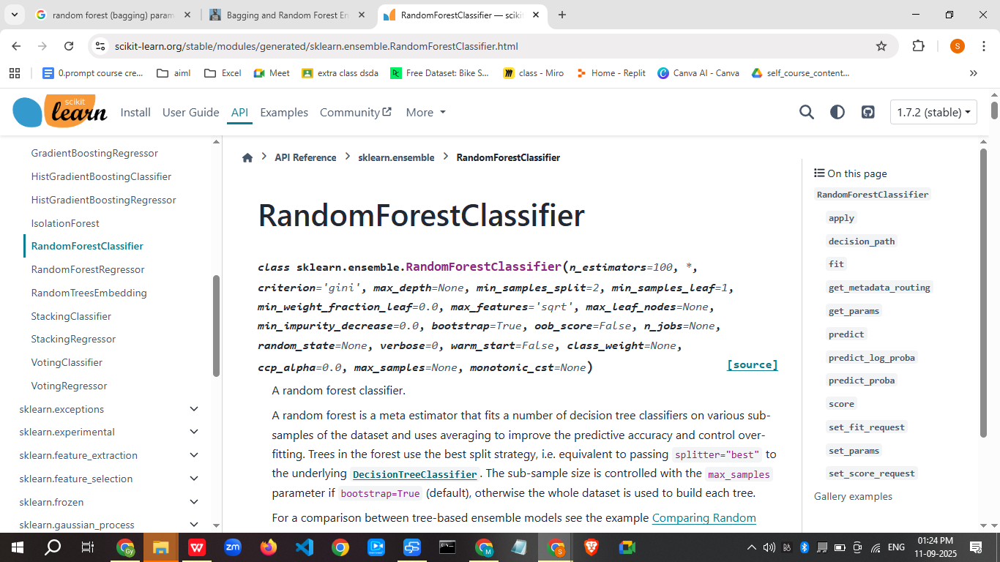 random forest (bagging) param
Bagging and Random Forest En
RandomForestClassifier — scikit
scikit-learn.org/stable/modules/generated/sklearn.ensemble.RandomForestClassifier.html
S
0.prompt course cre...
aiml
Excel
Meet
extra class dsda
Free Dataset: Bike S...
class - Miro
Home - Replit
Canva AI - Canva
self_course_content...
scikit
learn
Install
User Guide
API
Examples
Community
More
1.7.2 (stable)
GradientBoostingRegressor
HistGradientBoostingClassifier
HistGradientBoostingRegressor
IsolationForest
RandomForestClassifier
RandomForestRegressor
RandomTreesEmbedding
StackingClassifier
StackingRegressor
VotingClassifier
VotingRegressor
sklearn.exceptions
sklearn.experimental
sklearn.feature_extraction
sklearn.feature_selection
sklearn.frozen
sklearn.gaussian_process
API Reference > sklearn.ensemble > RandomForestClassifier
RandomForestClassifier
class sklearn.ensemble.RandomForestClassifier(n_estimators=100, *,
criterion='gini', max_depth=None, min_samples_split=2, min_samples_leaf=1,
min_weight_fraction_leaf=0.0, max_features='sqrt', max_leaf_nodes=None,
min_impurity_decrease=0.0, bootstrap=True, oob_score=False, n_jobs=None,
random_state=None, verbose=0, warm_start=False, class_weight=None,
ccp_alpha=0.0, max_samples=None, monotonic_cst=None)
[source]
A random forest classifier.
A random forest is a meta estimator that fits a number of decision tree classifiers on various sub-
samples of the dataset and uses averaging to improve the predictive accuracy and control over-
fitting. Trees in the forest use the best split strategy, i.e. equivalent to passing splitter="best" to
the underlying DecisionTreeClassifier. The sub-sample size is controlled with the max_samples
parameter if bootstrap=True (default), otherwise the whole dataset is used to build each tree.
For a comparison between tree-based ensemble models see the example Comparing Random
On this page
RandomForestClassifier
apply
decision_path
fit
get_metadata_routing
get_params
predict
predict_log_proba
predict_proba
score
set_fit_request
set_params
set_score_request
Gallery examples
Gy
W
zm
M
S
ENG
01:24 PM
11-09-2025